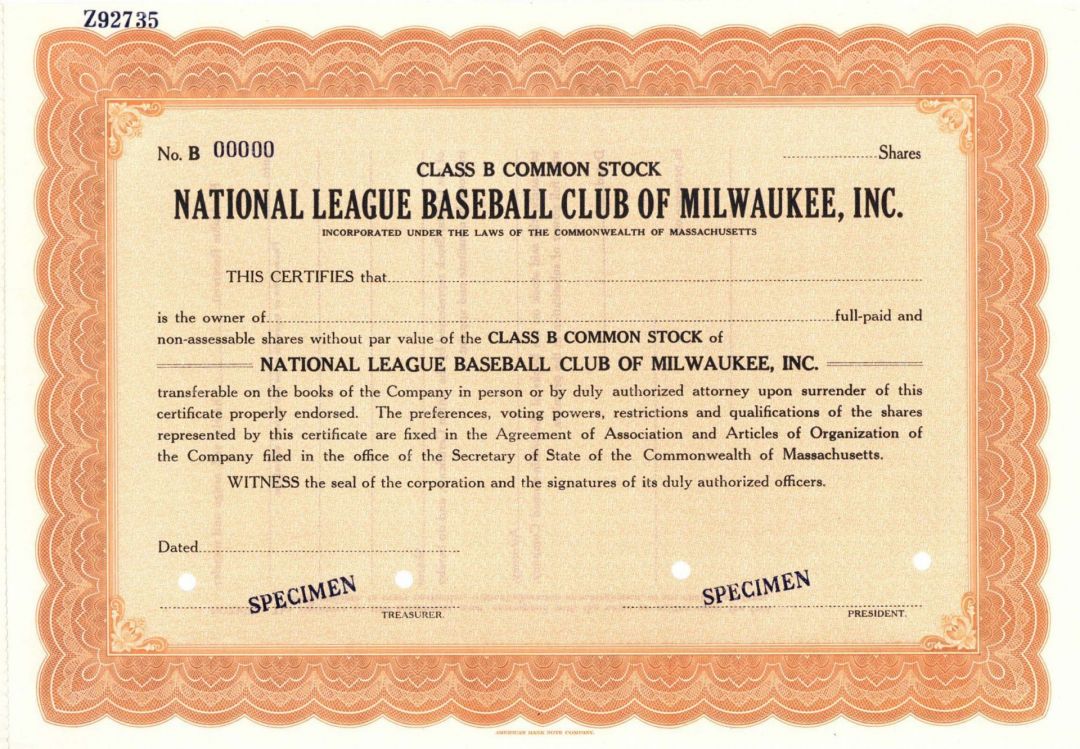 Z92735
No. B 00000
Shares
CLASS B COMMON STOCK
NATIONAL LEAGUE BASEBALL CLUB OF MILWAUKEE, INC.
INCORPORATED UNDER THE LAWS OF THE COMMONWEALTH OF MASSACHUSETTS
THIS CERTIFIES that
is the owner of full-paid and
non-assessable shares without par value of the CLASS B COMMON STOCK of
NATIONAL LEAGUE BASEBALL CLUB OF MILWAUKEE, INC.
transferable on the books of the Company in person or by duly authorized attorney upon surrender of this
certificate properly endorsed. The preferences, voting powers, restrictions and qualifications of the shares
represented by this certificate are fixed in the Agreement of Association and Articles of Organization of
the Company filed in the office of the Secretary of State of the Commonwealth of Massachusetts.
WITNESS the seal of the corporation and the signatures of its duly authorized officers.
Dated
SPECIMEN
SPECIMEN
TREASURER.
PRESIDENT.
AMERICAN BANK NOTE COMPANY.